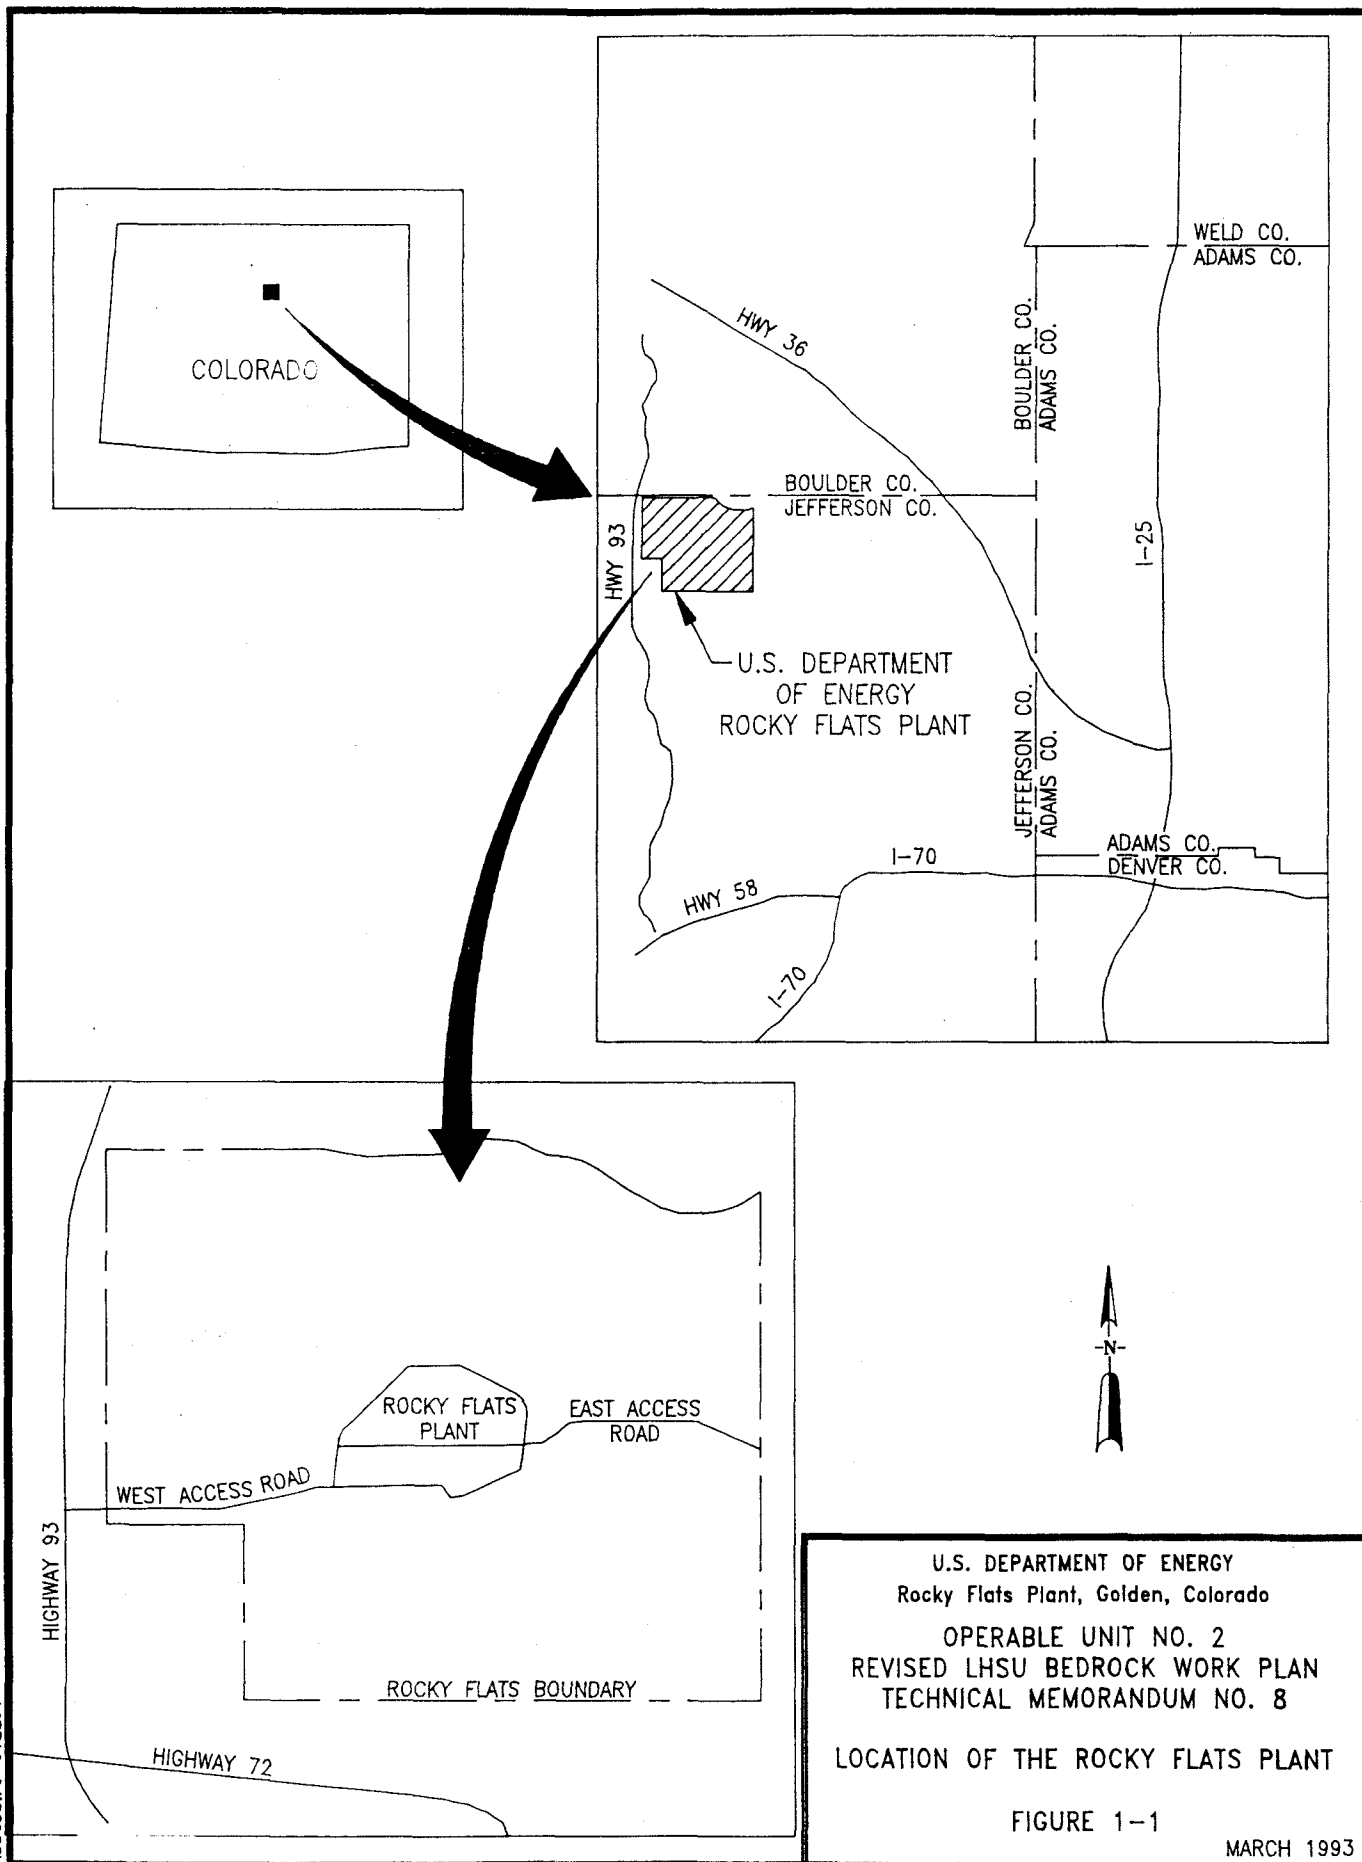 COLORADO
WELD CO.
ADAMS CO.
HWY 36
BOULDER CO.
ADAMS CO.
BOULDER CO.
JEFFERSON CO.
HWY 93
I-25
U.S. DEPARTMENT
OF ENERGY
ROCKY FLATS PLANT
JEFFERSON CO.
ADAMS CO.
ADAMS CO.
DENVER CO.
I-70
HWY 58
I-70
-N-
ROCKY FLATS
PLANT
EAST ACCESS
ROAD
WEST ACCESS ROAD
HIGHWAY 93
ROCKY FLATS BOUNDARY
HIGHWAY 72
U.S. DEPARTMENT OF ENERGY
Rocky Flats Plant, Golden, Colorado
OPERABLE UNIT NO. 2
REVISED LHSU BEDROCK WORK PLAN
TECHNICAL MEMORANDUM NO. 8
LOCATION OF THE ROCKY FLATS PLANT
FIGURE 1-1
MARCH 1993